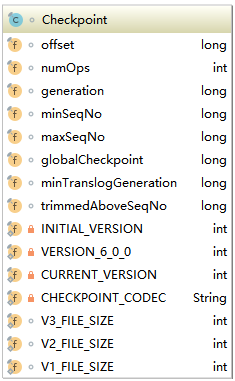 Checkpoint
offset long
numOps int
generation long
minSeqNo long
maxSeqNo long
globalCheckpoint long
minTranslogGeneration long
trimmedAboveSeqNo long
INITIAL_VERSION int
VERSION_6_0_0 int
CURRENT_VERSION int
CHECKPOINT_CODEC String
V3_FILE_SIZE int
V2_FILE_SIZE int
V1_FILE_SIZE int